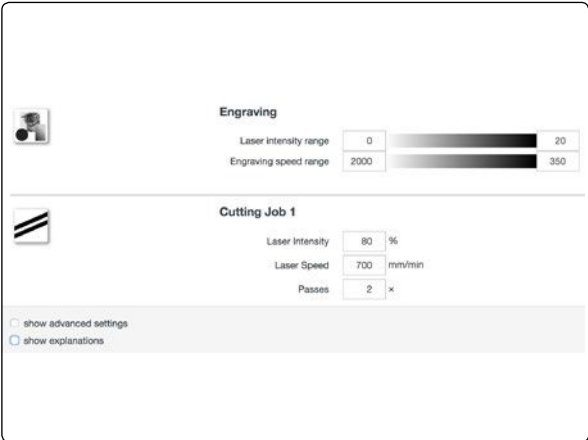 Engraving
Laser intensity range 0 20
Engraving speed range 2000 350
Cutting Job 1
Laser Intensity 80 %
Laser Speed 700 mm/min
Passes 2 ×
show advanced settings
show explanations